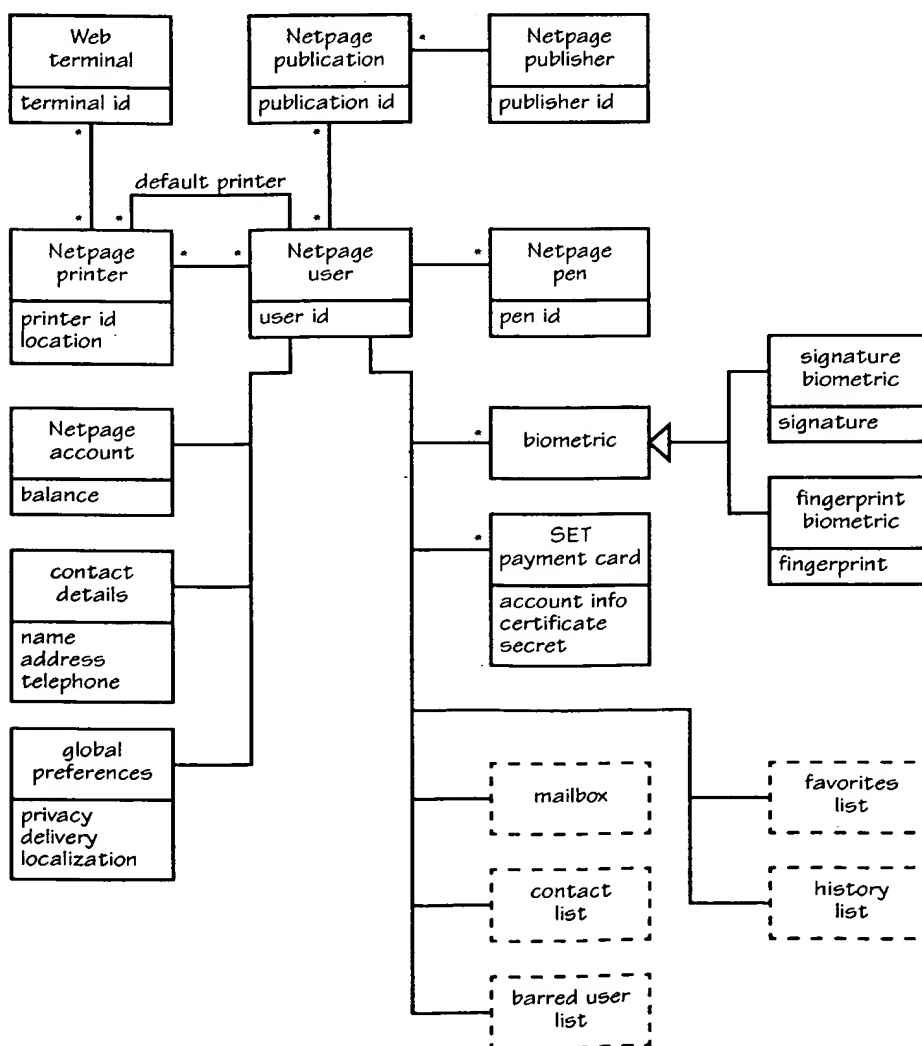 Web
terminal
terminal id
Netpage
publication
publication id
*
Netpage
publisher
publisher id
*
*
default printer
*
*
*
Netpage
printer
printer id
location
*
*
Netpage
user
user id
*
Netpage
pen
pen id
Netpage
account
balance
contact
details
name
address
telephone
global
preferences
privacy
delivery
localization
*
biometric
signature
biometric
signature
fingerprint
biometric
fingerprint
*
SET
payment card
account info
certificate
secret
mailbox
favorites
list
contact
list
history
list
barred user
list